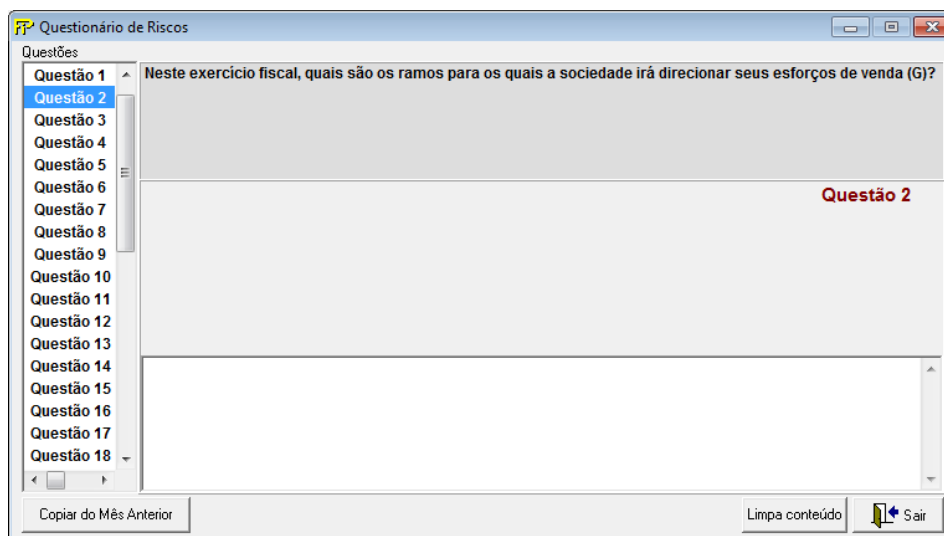 FIP Questionário de Riscos
Questões
Questão 1
Questão 2
Questão 3
Questão 4
Questão 5
Questão 6
Questão 7
Questão 8
Questão 9
Questão 10
Questão 11
Questão 12
Questão 13
Questão 14
Questão 15
Questão 16
Questão 17
Questão 18
Neste exercício fiscal, quais são os ramos para os quais a sociedade irá direcionar seus esforços de venda (G)?
Questão 2
Copiar do Mês Anterior
Limpa conteúdo
Sair